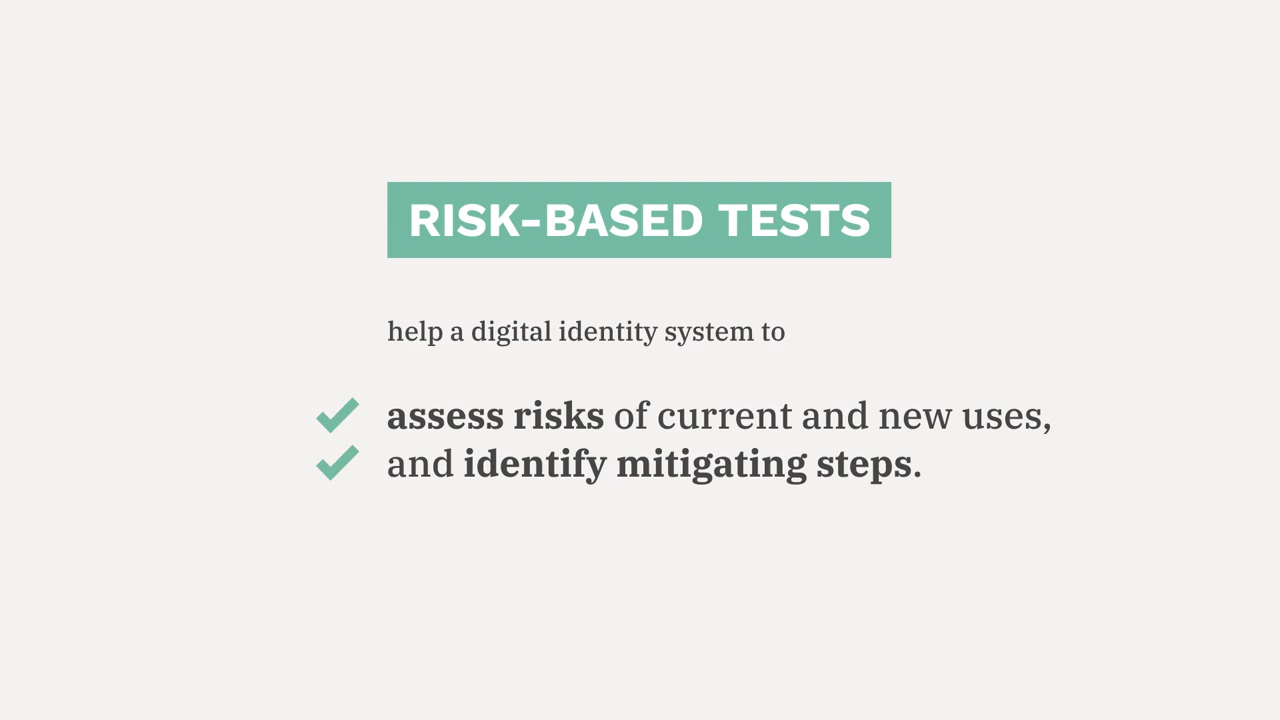 RISK-BASED TESTS
help a digital identity system to
assess risks of current and new uses,
and identify mitigating steps.